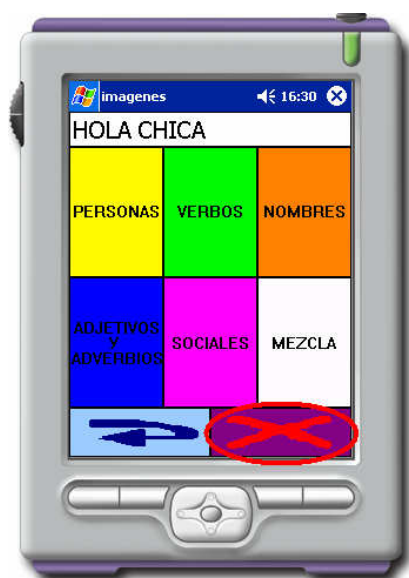 imagenes 16:30
HOLA CHICA
PERSONAS VERBOS NOMBRES
ADJETIVOS
Y
ADVERBIOS
SOCIALES MEZCLA